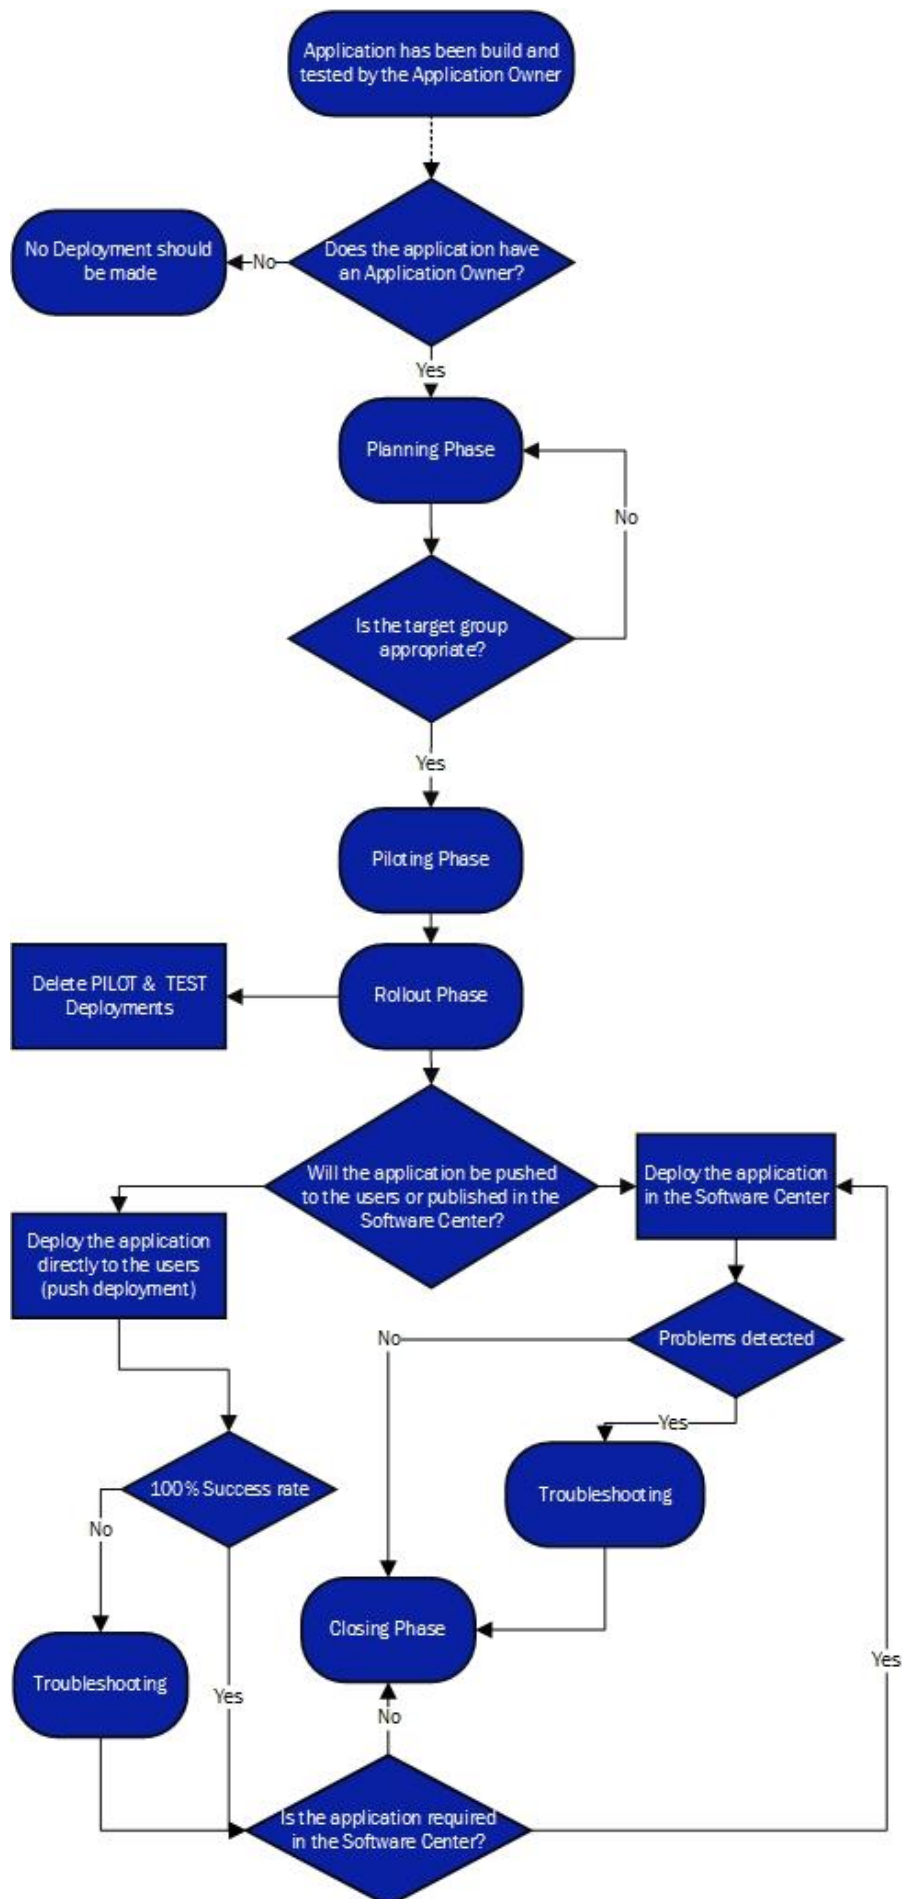 Application has been build and
tested by the Application Owner
Does the application have
an Application Owner?
No
No Deployment should
be made
Yes
Planning Phase
No
Is the target group
appropriate?
Yes
Piloting Phase
Rollout Phase
Delete PILOT & TEST
Deployments
Will the application be pushed
to the users or published in the
Software Center?
Deploy the application
in the Software Center
Deploy the application
directly to the users
(push deployment)
Problems detected
No
Yes
100% Success rate
Troubleshooting
No
Closing Phase
Troubleshooting
Yes
Yes
No
Is the application required
in the Software Center?